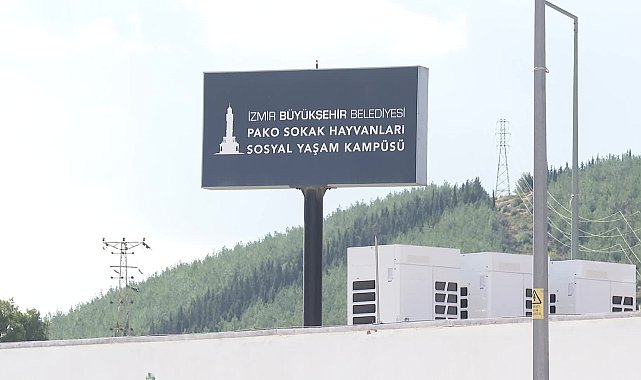 İZMİR BÜYÜKŞEHİR BELEDİYESİ
PAKO SOKAK HAYVANLARI
SOSYAL YAŞAM KAMPÜSÜ